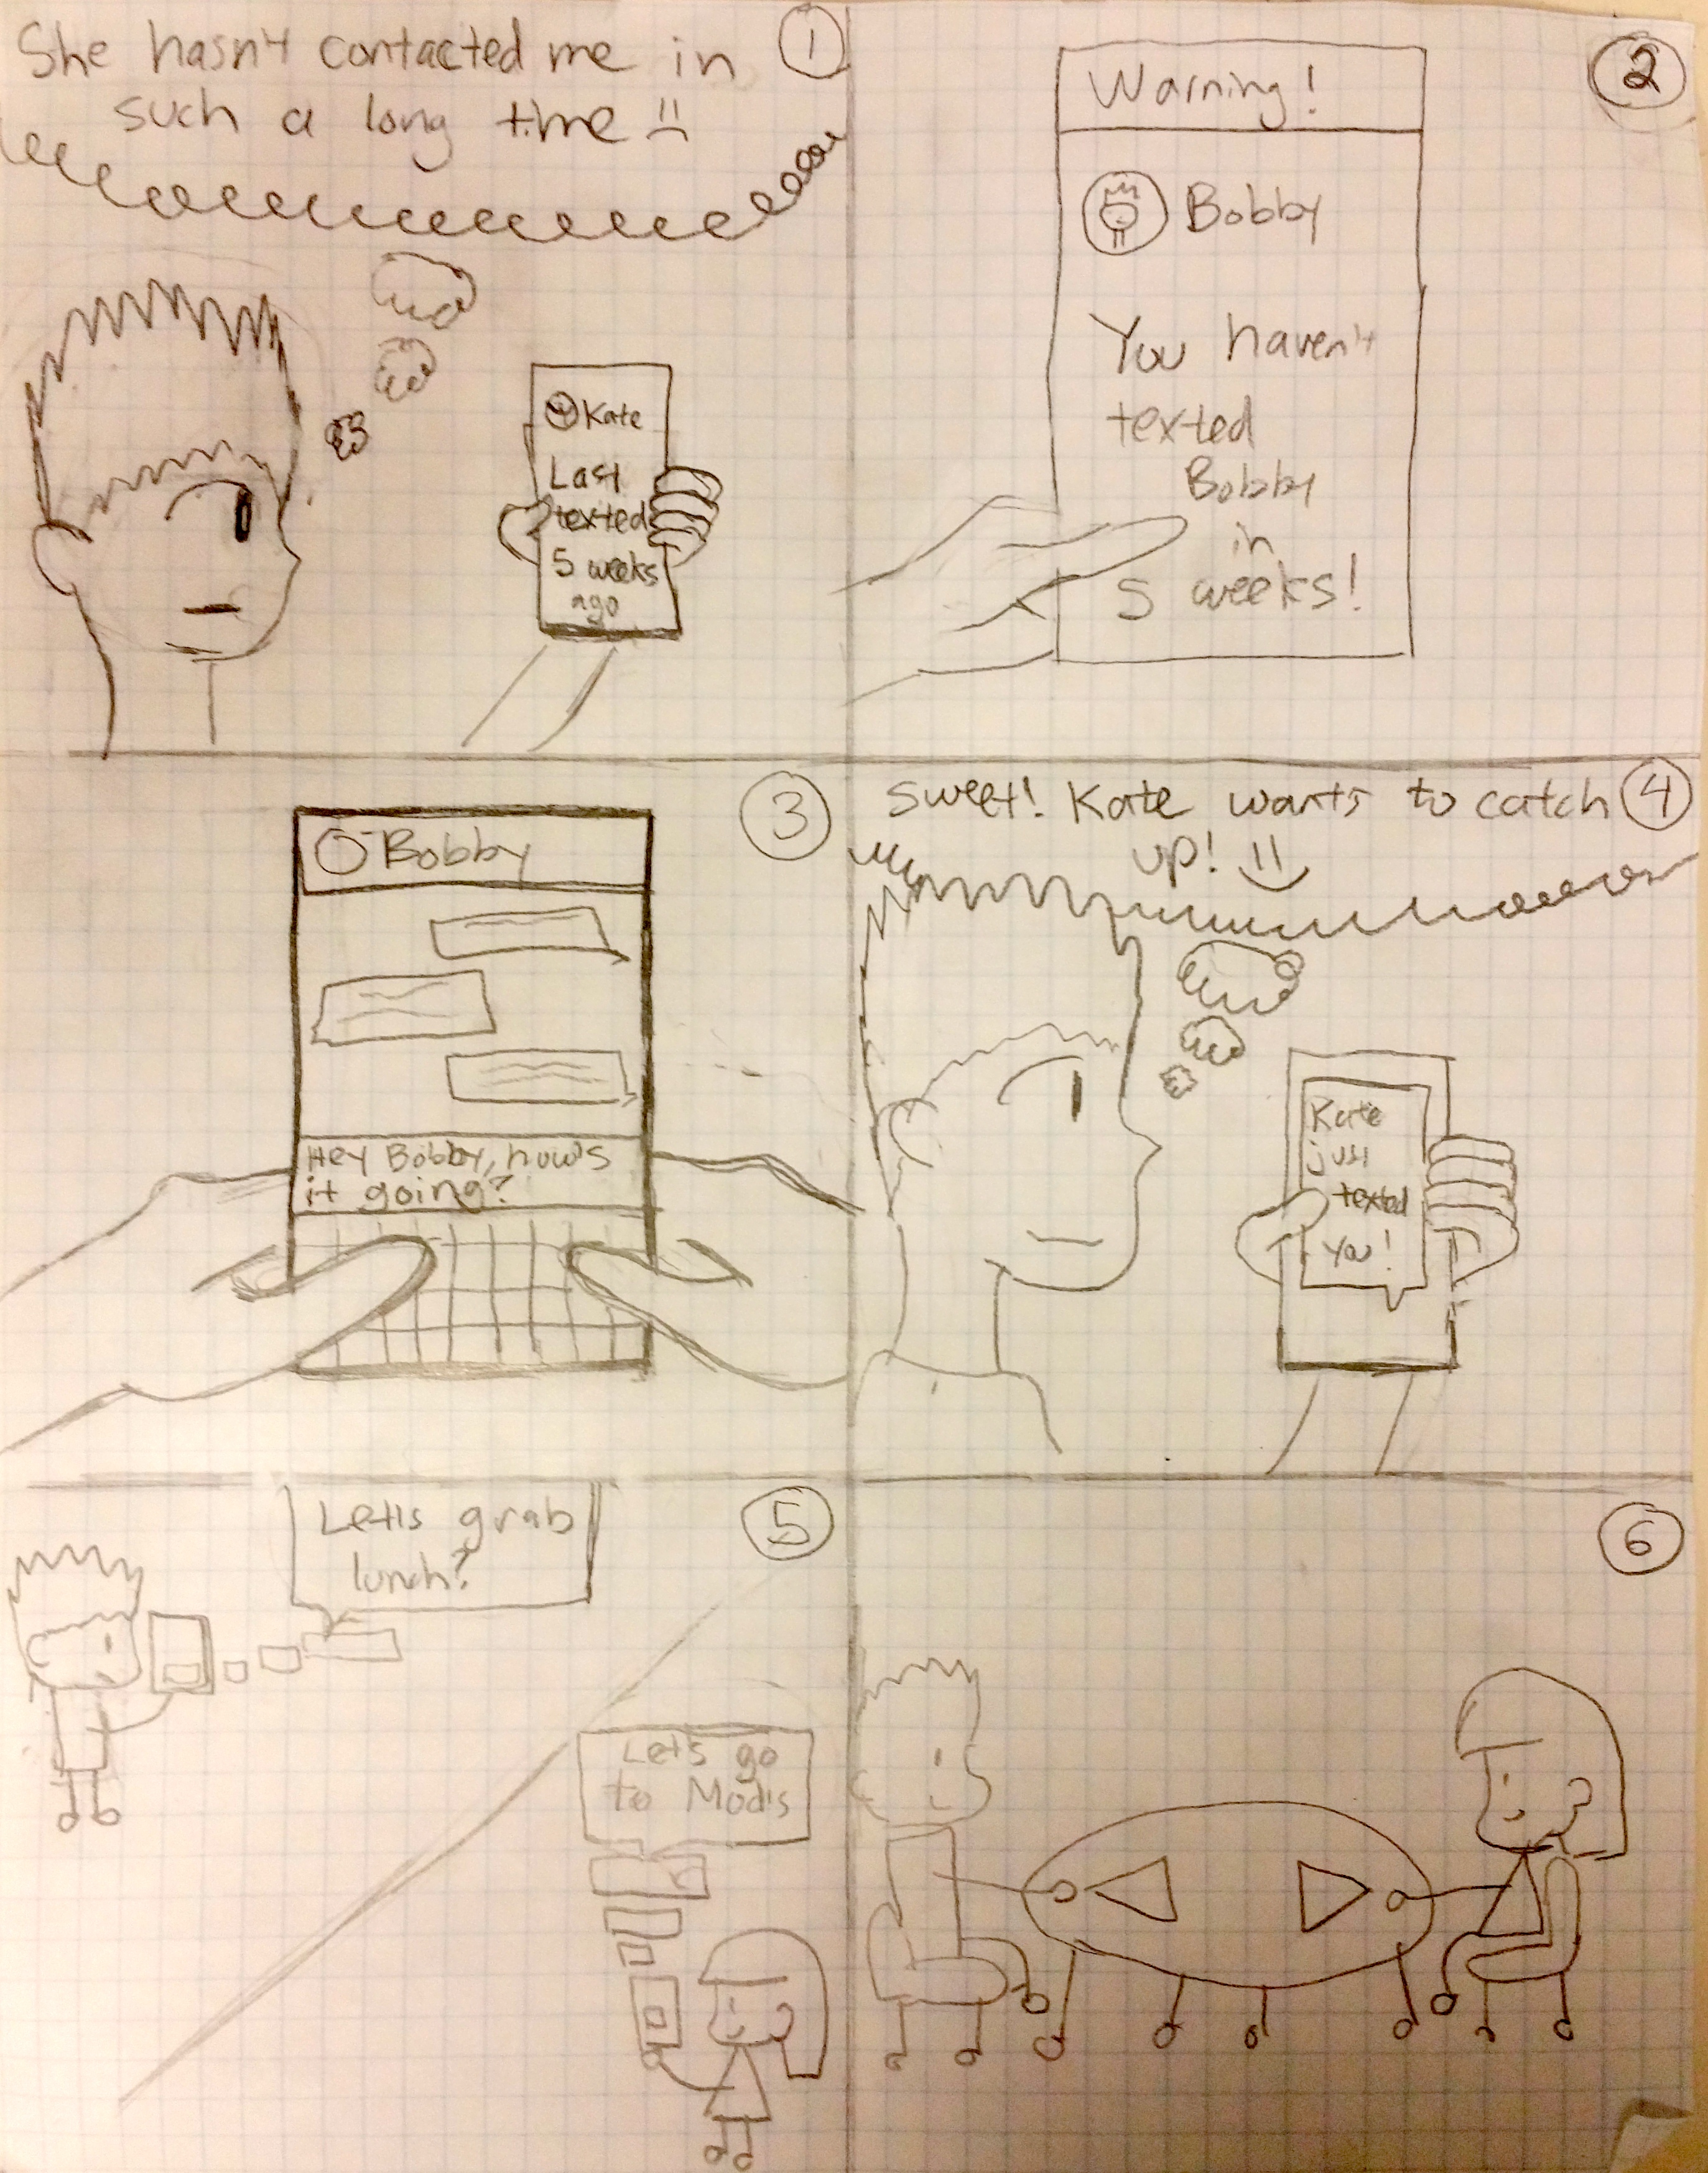 She hasn't contacted me in
such a long time
1
Kate
Last
texted
5 weeks
ago
2
Warning!
Bobby
You haven't
texted
Bobby
in
5 weeks!
3
Bobby
Hey Bobby, how's
it going?
4
Sweet! Kate wants to catch
up!
Kate
just
texted
you!
5
Let's grab
lunch?
Lets go
to Mod's
6